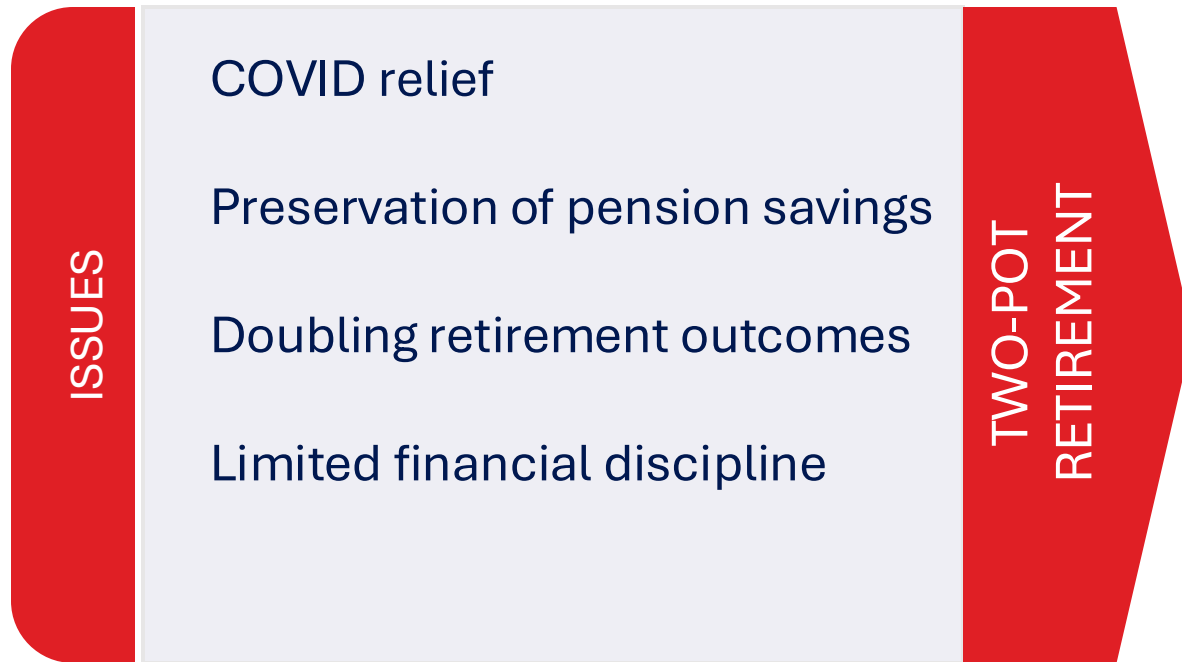 ISSUES
COVID relief
Preservation of pension savings
Doubling retirement outcomes
Limited financial discipline
TWO-POT
RETIREMENT